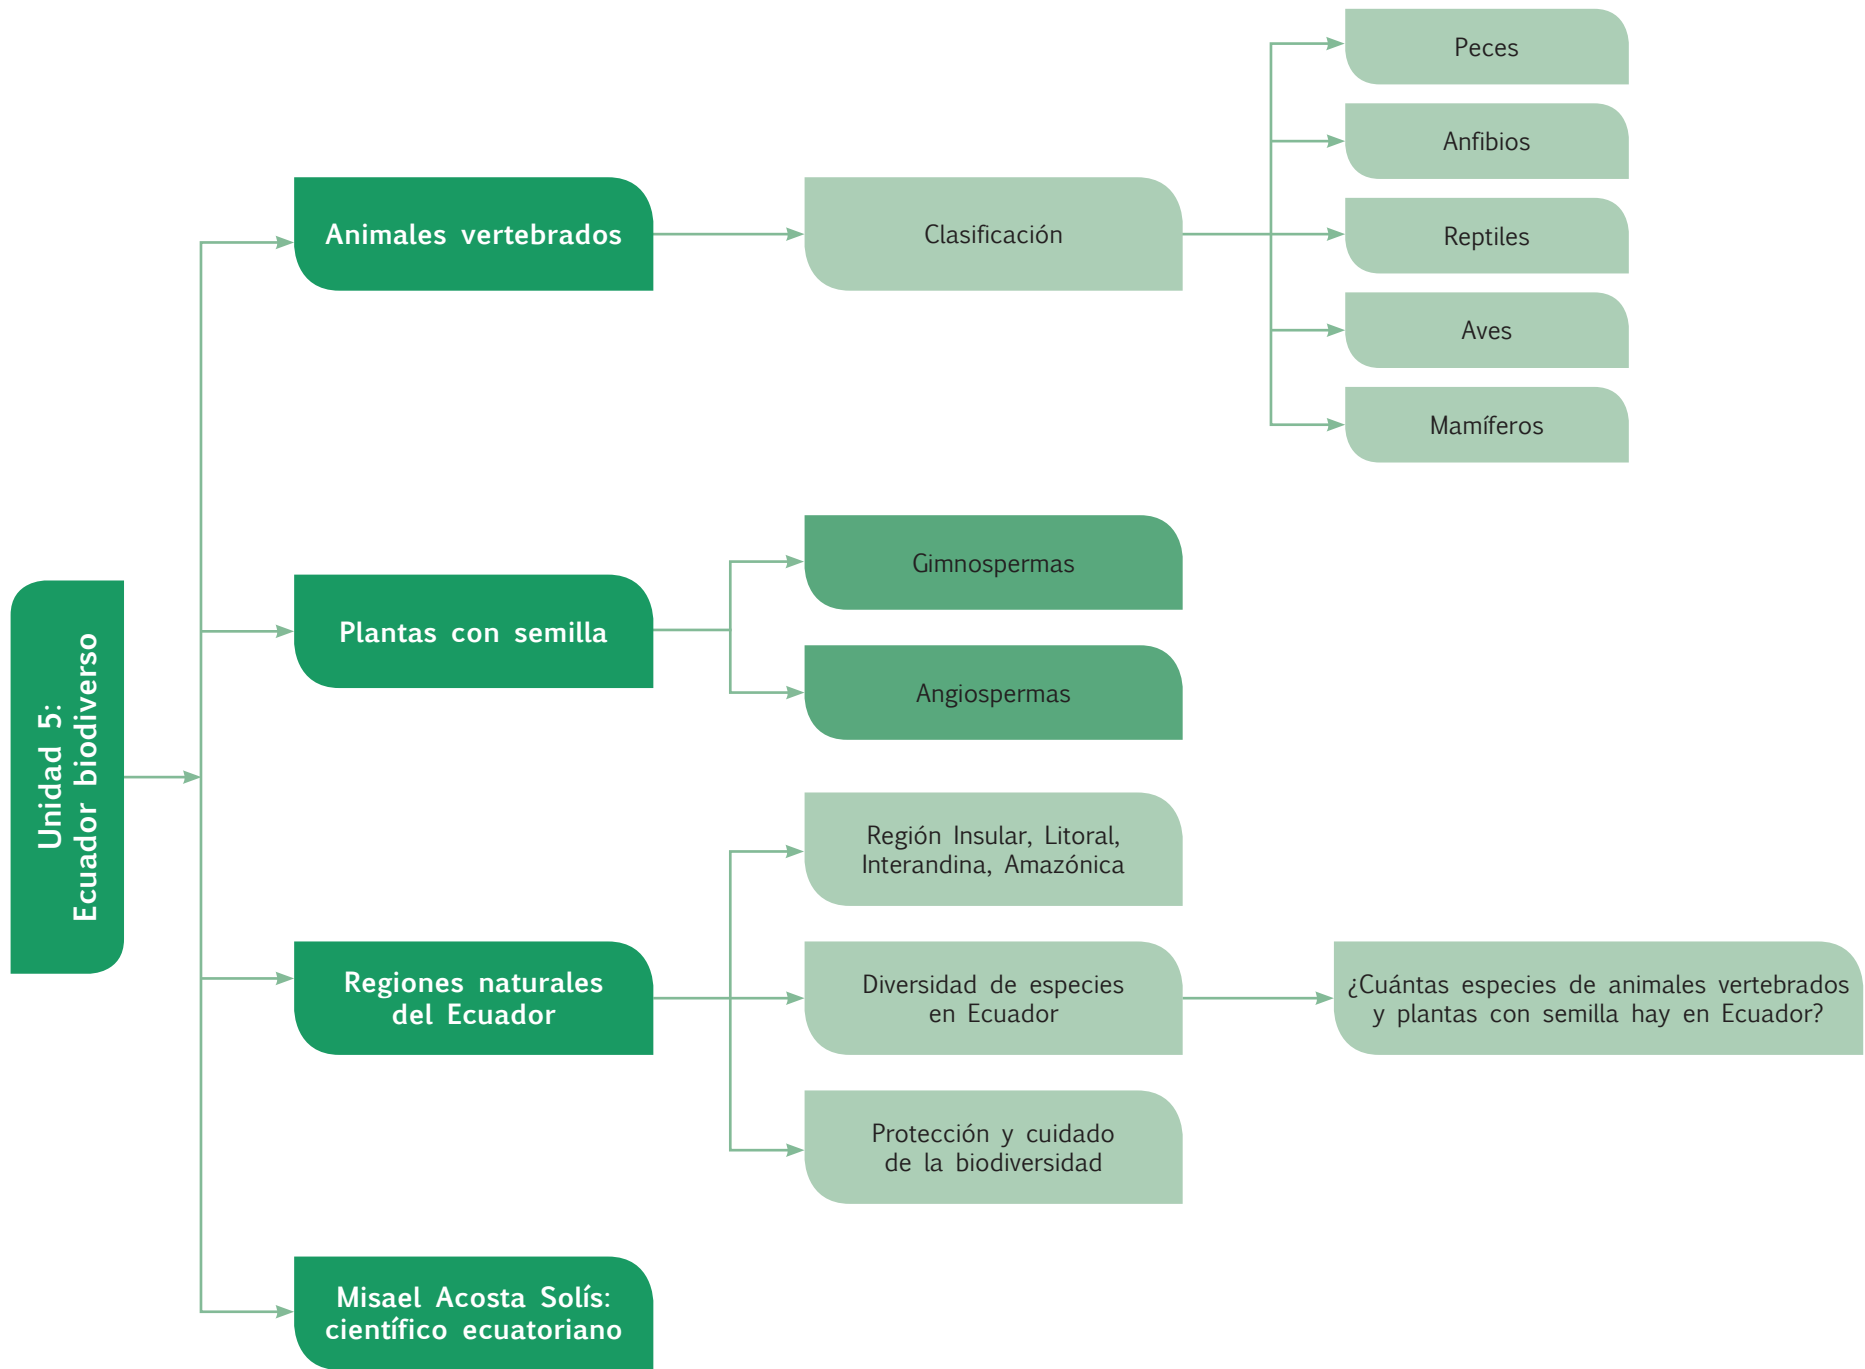 Unidad 5:
Ecuador biodiverso
Animales vertebrados
Clasificación
Peces
Anfibios
Reptiles
Aves
Mamíferos
Plantas con semilla
Gimnospermas
Angiospermas
Regiones naturales
del Ecuador
Región Insular, Litoral,
Interandina, Amazónica
Diversidad de especies
en Ecuador
¿Cuántas especies de animales vertebrados
y plantas con semilla hay en Ecuador?
Protección y cuidado
de la biodiversidad
Misael Acosta Solís:
científico ecuatoriano